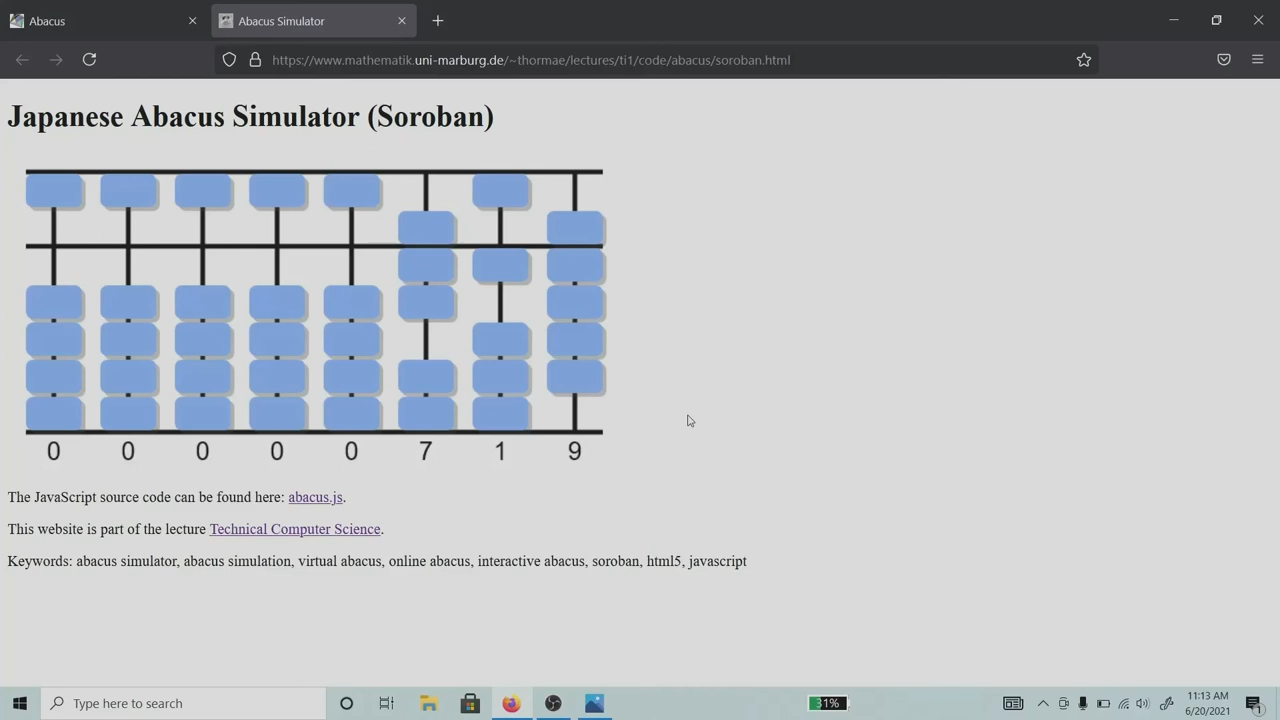 Abacus
Abacus Simulator
https://www.mathematik.uni-marburg.de/~thormae/lectures/ti1/code/abacus/soroban.html
Japanese Abacus Simulator (Soroban)
0 0 0 0 0 7 1 9
The JavaScript source code can be found here: abacus.js.
This website is part of the lecture Technical Computer Science.
Keywords: abacus simulator, abacus simulation, virtual abacus, online abacus, interactive abacus, soroban, html5, javascript
Type here to search
31%
11:13 AM
6/20/2021
1